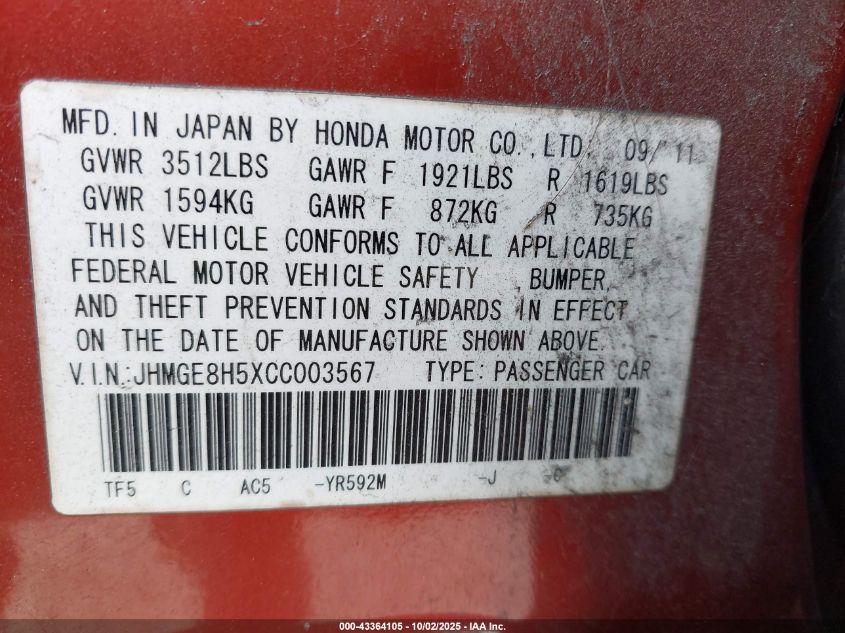 MFD. IN JAPAN BY HONDA MOTOR CO., LTD. 09/ 11
GVWR 3512LBS GAWR F 1921LBS R 1619LBS
GVWR 1594KG GAWR F 872KG R 735KG
THIS VEHICLE CONFORMS TO ALL APPLICABLE
FEDERAL MOTOR VEHICLE SAFETY , BUMPER,
AND THEFT PREVENTION STANDARDS IN EFFECT
ON THE DATE OF MANUFACTURE SHOWN ABOVE.
V.I.N.:JHMGE8H5XCC003567 TYPE: PASSENGER CAR
TF5 C AC5 -YR592M -J
000-43364105 - 10/02/2025 - IAA Inc.